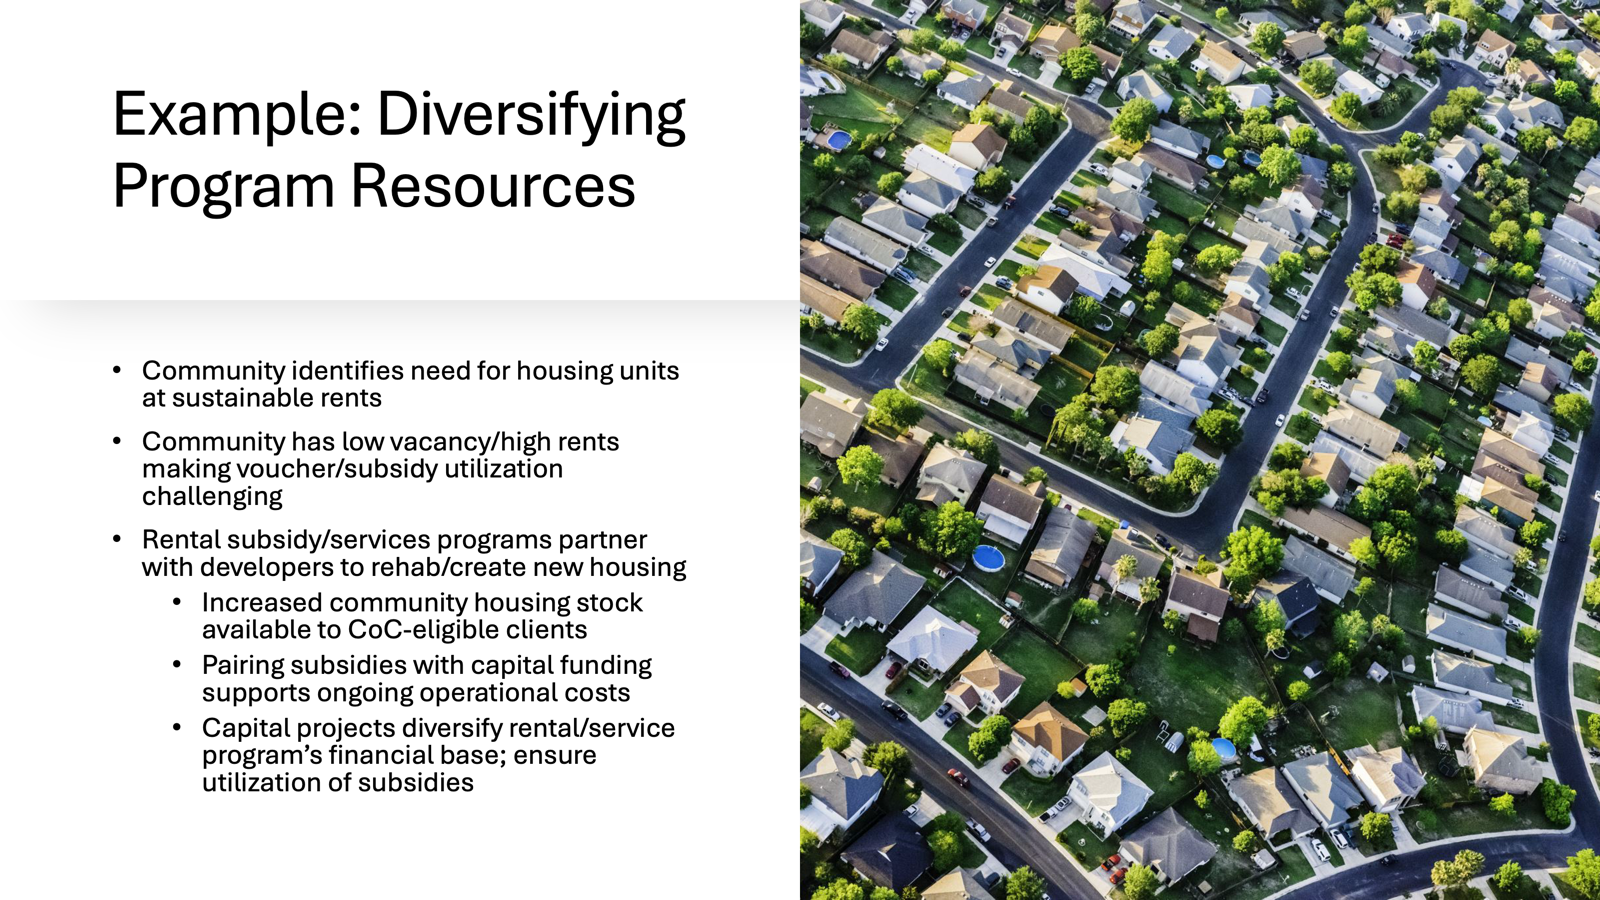 Example: Diversifying
Program Resources
• Community identifies need for housing units
at sustainable rents
• Community has low vacancy/high rents
making voucher/subsidy utilization
challenging
• Rental subsidy/services programs partner
with developers to rehab/create new housing
• Increased community housing stock
available to CoC-eligible clients
• Pairing subsidies with capital funding
supports ongoing operational costs
• Capital projects diversify rental/service
program’s financial base; ensure
utilization of subsidies